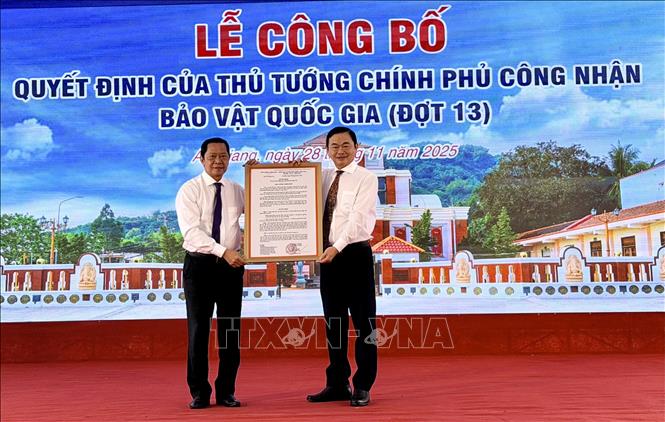 LỄ CÔNG BỐ
QUYẾT ĐỊNH CỦA THỦ TƯỚNG CHÍNH PHỦ CÔNG NHẬN
BẢO VẬT QUỐC GIA (ĐỢT 13)
ngày 28 11 năm 2025
TTXVN-VNA